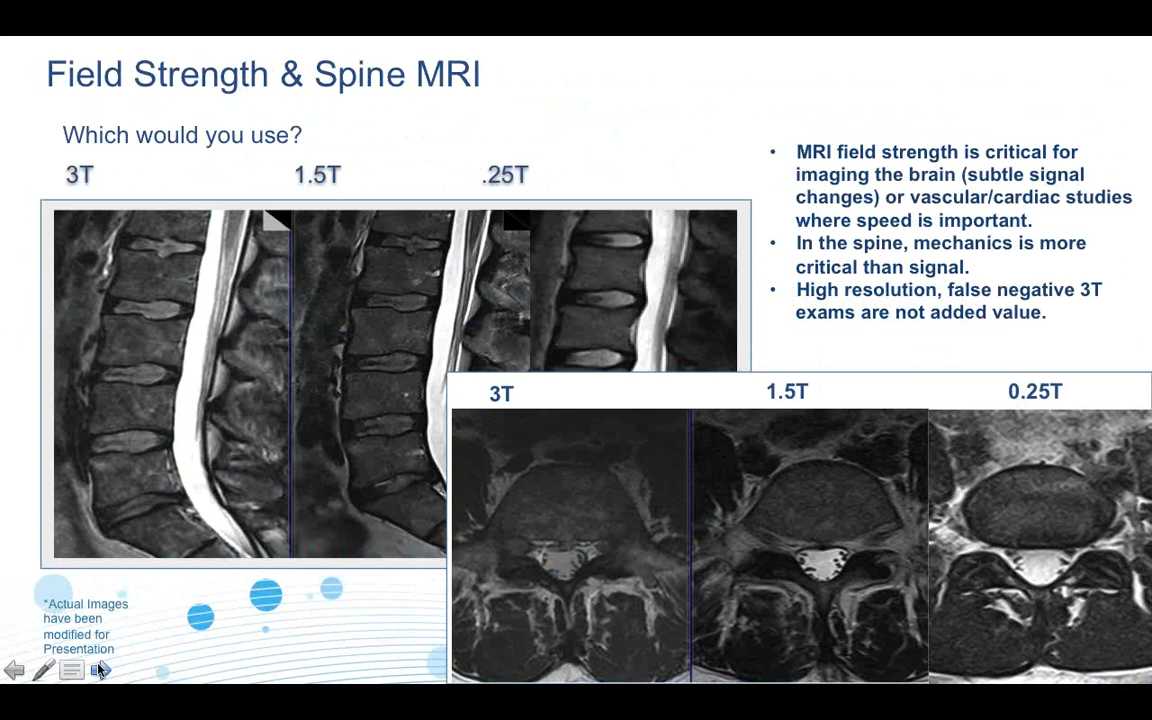 Field Strength & Spine MRI
Which would you use?
3T 1.5T .25T
• MRI field strength is critical for
imaging the brain (subtle signal
changes) or vascular/cardiac studies
where speed is important.
• In the spine, mechanics is more
critical than signal.
• High resolution, false negative 3T
exams are not added value.
3T 1.5T 0.25T
*Actual Images
have been
modified for
Presentation